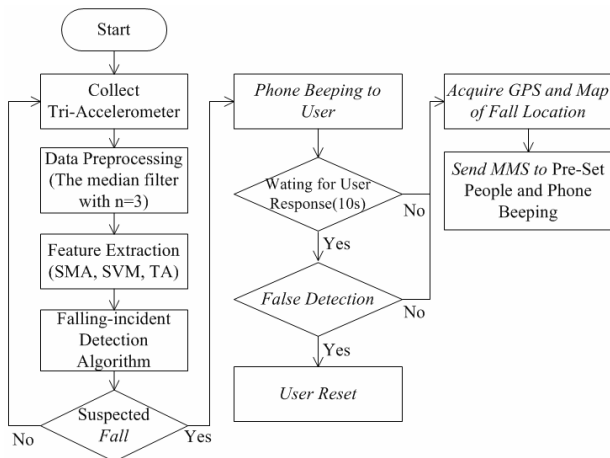 Start
Collect
Tri-Accelerometer
Data Preprocessing
(The median filter
with n=3)
Feature Extraction
(SMA, SVM, TA)
Falling-incident
Detection
Algorithm
Suspected
Fall
No
Yes
Phone Beeping to
User
Wating for User
Response(10s)
No
Yes
False Detection
No
Yes
User Reset
Acquire GPS and Map
of Fall Location
Send MMS to Pre-Set
People and Phone
Beeping